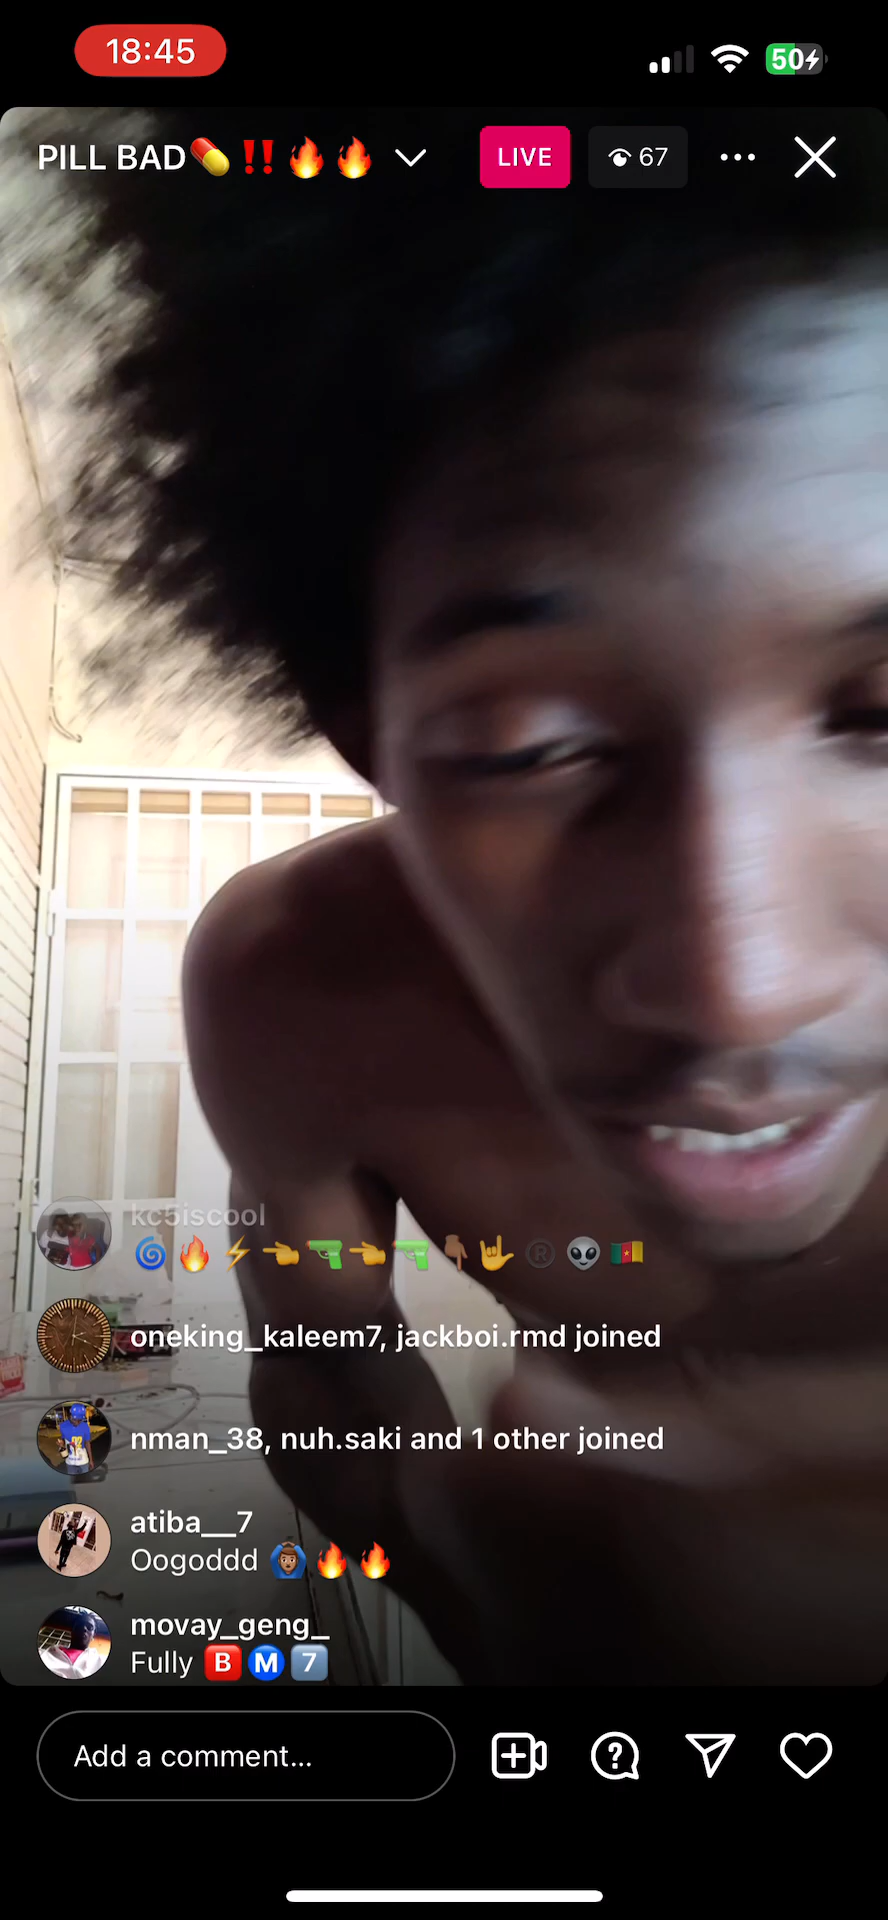 18:45
50
PILL BAD💊‼️🔥🔥
LIVE
67
kc5iscool
🌀🔥⚡👈🔫👈🔫👇🏾🤟®👽🇨🇲
oneking_kaleem7, jackboi.rmd joined
nman_38, nuh.saki and 1 other joined
atiba__7
Oogoddd 🙆🏽‍♂️🔥🔥
movay_geng_
Fully 🅱️Ⓜ️7️⃣
Add a comment...